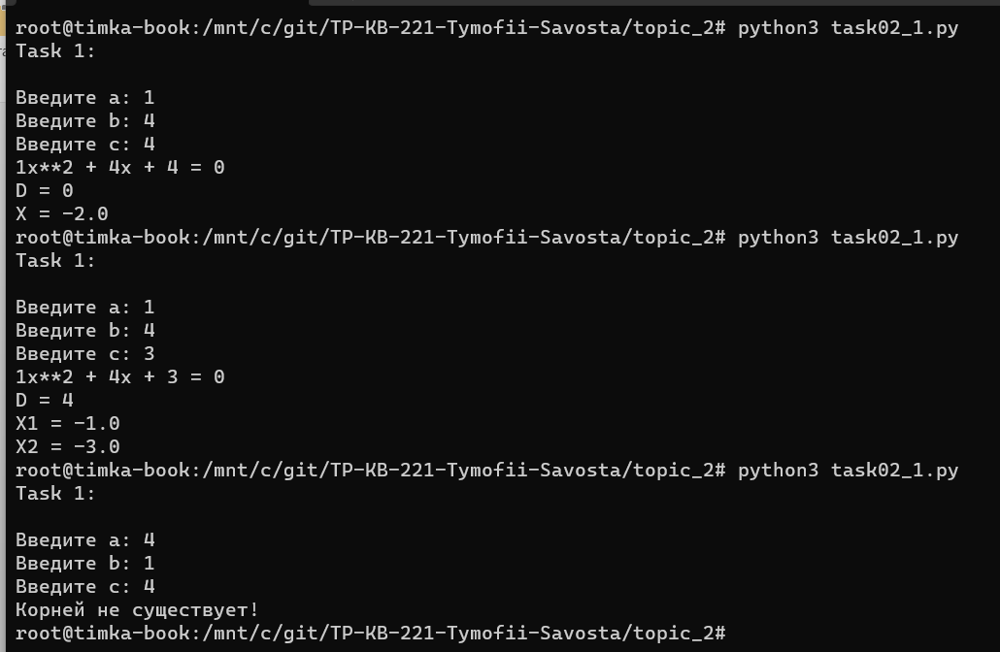 root@timka-book:/mnt/c/git/TP-KB-221-Tymofii-Savosta/topic_2# python3 task02_1.py
Task 1:
Введите a: 1
Введите b: 4
Введите c: 4
1x**2 + 4x + 4 = 0
D = 0
X = -2.0
root@timka-book:/mnt/c/git/TP-KB-221-Tymofii-Savosta/topic_2# python3 task02_1.py
Task 1:
Введите a: 1
Введите b: 4
Введите c: 3
1x**2 + 4x + 3 = 0
D = 4
X1 = -1.0
X2 = -3.0
root@timka-book:/mnt/c/git/TP-KB-221-Tymofii-Savosta/topic_2# python3 task02_1.py
Task 1:
Введите a: 4
Введите b: 1
Введите c: 4
Корней не существует!
root@timka-book:/mnt/c/git/TP-KB-221-Tymofii-Savosta/topic_2#